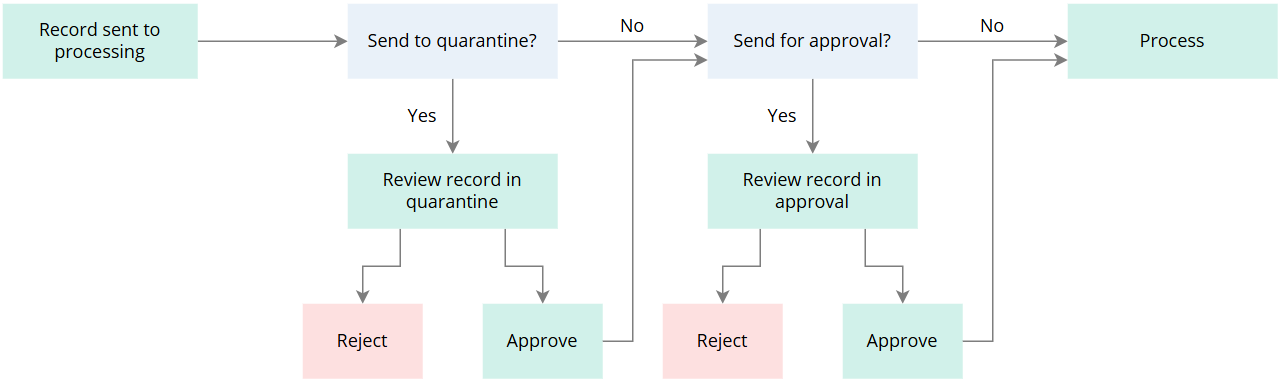 Record sent to
processing
Send to quarantine?
No
Send for approval?
No
Process
Yes
Yes
Review record in
quarantine
Review record in
approval
Reject
Approve
Reject
Approve